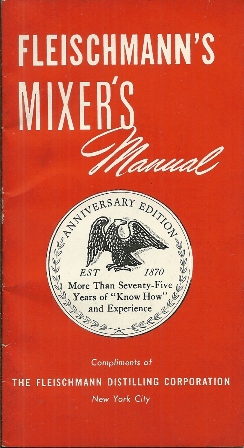 FLEISCHMANN'S
MIXER'S
Manual
ANNIVERSARY EDITION
EST 1870
More Than Seventy-Five
Years of "Know How"
and Experience
Compliments of
THE FLEISCHMANN DISTILLING CORPORATION
New York City